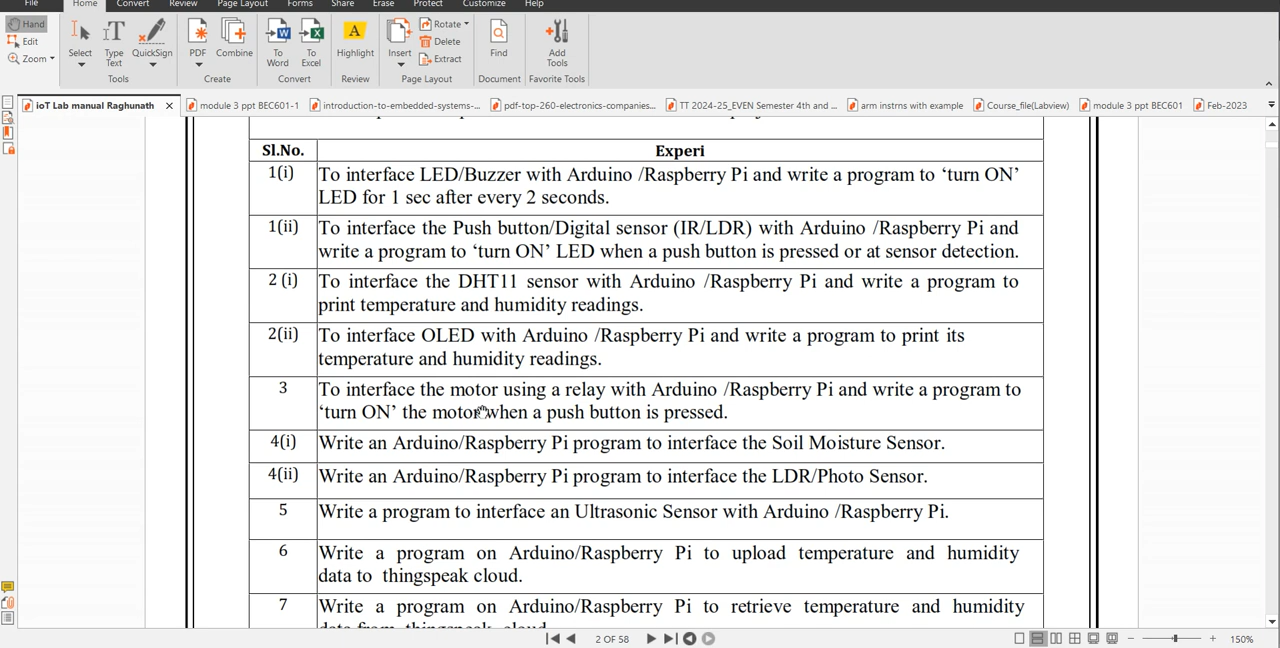 File Home Convert Review Page Layout Forms Share Erase Protect Customize Help
Hand
Edit
Zoom
Select
Type Text
QuickSign
Tools
PDF
Combine
Create
To Word
To Excel
Convert
Highlight
Review
Insert
Rotate
Delete
Extract
Page Layout
Find
Document
Add Tools
Favorite Tools
ioT Lab manual Raghunath module 3 ppt BEC601-1 introduction-to-embedded-systems-... pdf-top-260-electronics-companies... TT 2024-25_EVEN Semester 4th and ... arm instrns with example Course_file(Labview) module 3 ppt BEC601 Feb-2023
Sl.No. Experi
1(i) To interface LED/Buzzer with Arduino /Raspberry Pi and write a program to ‘turn ON’
LED for 1 sec after every 2 seconds.
1(ii) To interface the Push button/Digital sensor (IR/LDR) with Arduino /Raspberry Pi and
write a program to ‘turn ON’ LED when a push button is pressed or at sensor detection.
2 (i) To interface the DHT11 sensor with Arduino /Raspberry Pi and write a program to
print temperature and humidity readings.
2(ii) To interface OLED with Arduino /Raspberry Pi and write a program to print its
temperature and humidity readings.
3 To interface the motor using a relay with Arduino /Raspberry Pi and write a program to
‘turn ON’ the motor when a push button is pressed.
4(i) Write an Arduino/Raspberry Pi program to interface the Soil Moisture Sensor.
4(ii) Write an Arduino/Raspberry Pi program to interface the LDR/Photo Sensor.
5 Write a program to interface an Ultrasonic Sensor with Arduino /Raspberry Pi.
6 Write a program on Arduino/Raspberry Pi to upload temperature and humidity
data to thingspeak cloud.
7 Write a program on Arduino/Raspberry Pi to retrieve temperature and humidity
data from thingspeak cloud.
2 OF 58
150%